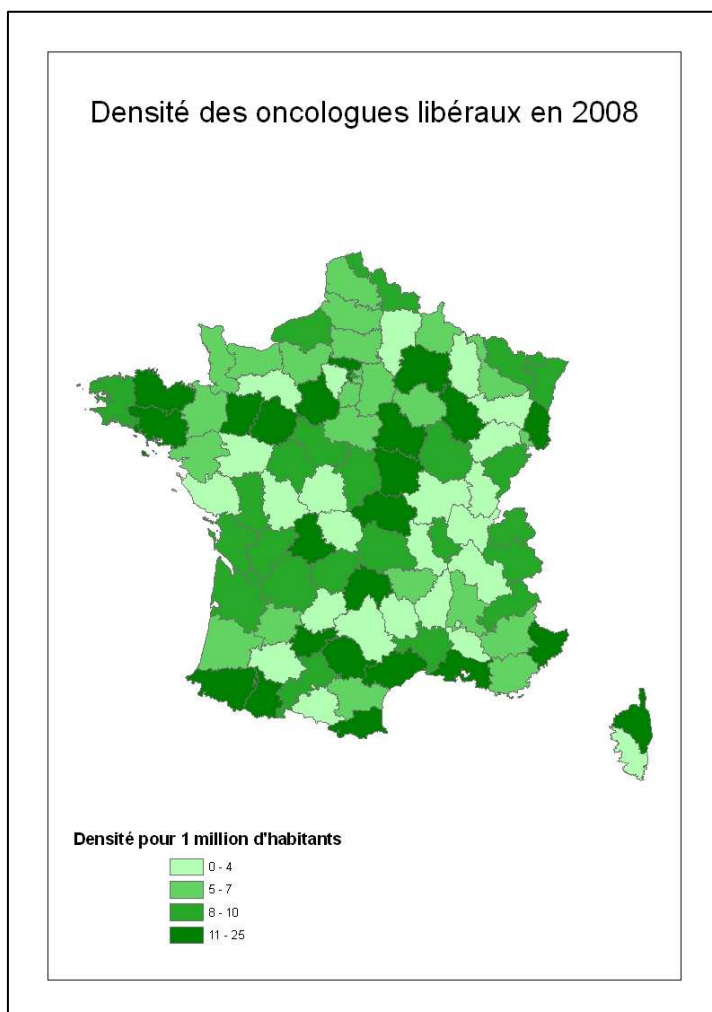 Densité des oncologues libéraux en 2008
Densité pour 1 million d'habitants
0 - 4
5 - 7
8 - 10
11 - 25